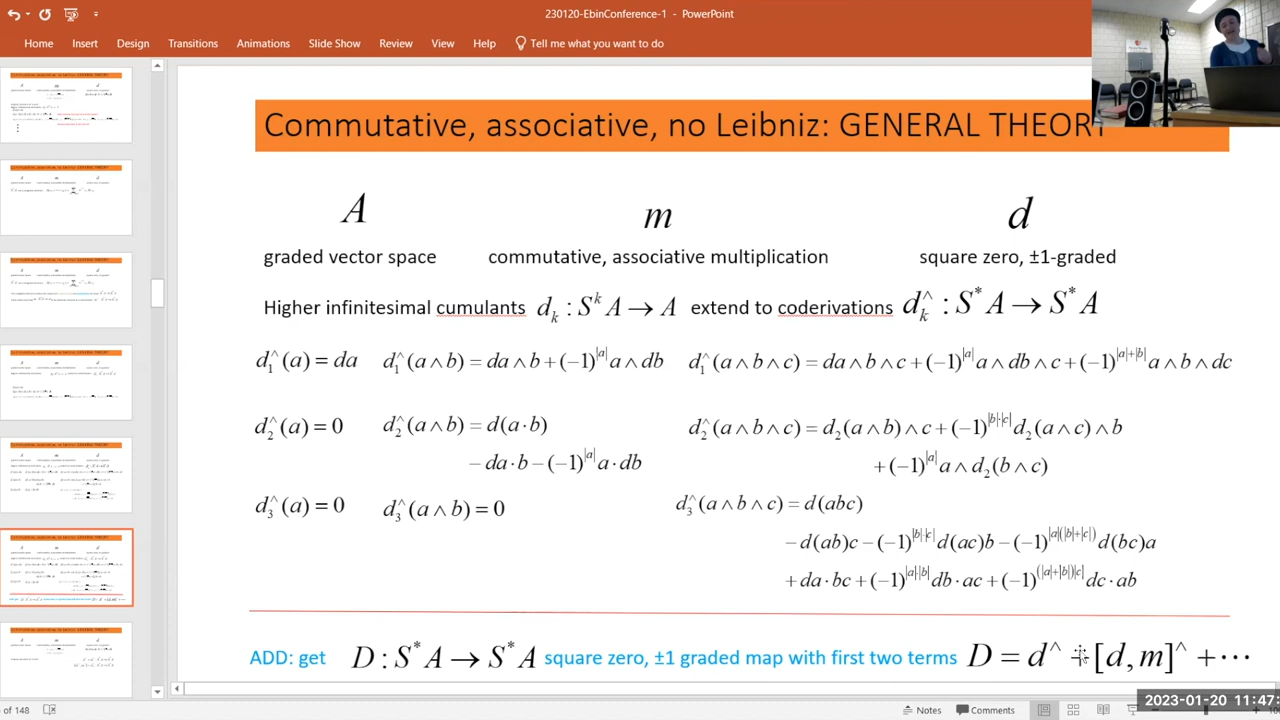 230120-EbinConference-1 - PowerPoint
Home Insert Design Transitions Animations Slide Show Review View Help Tell me what you want to do
Commutative, associative, no Leibniz: GENERAL THEORY
A m d
graded vector space commutative, associative multiplication square zero, ±1-graded
Higher infinitesimal cumulants d_k : S^k A → A extend to coderivations d_k^∧ : S^* A → S^* A
d_1^∧(a) = da d_1^∧(a ∧ b) = da ∧ b + (−1)^{|a|} a ∧ db d_1^∧(a ∧ b ∧ c) = da ∧ b ∧ c + (−1)^{|a|} a ∧ db ∧ c + (−1)^{|a|+|b|} a ∧ b ∧ dc
d_2^∧(a) = 0 d_2^∧(a ∧ b) = d(a · b) d_2^∧(a ∧ b ∧ c) = d_2(a ∧ b) ∧ c + (−1)^{|b|·|c|} d_2(a ∧ c) ∧ b
− da · b − (−1)^{|a|} a · db + (−1)^{|a|} a ∧ d_2(b ∧ c)
d_3^∧(a) = 0 d_3^∧(a ∧ b) = 0 d_3^∧(a ∧ b ∧ c) = d(abc)
− d(ab)c − (−1)^{|b|·|c|} d(ac)b − (−1)^{|a|(|b|+|c|)} d(bc)a
+ da · bc + (−1)^{|a|·|b|} db · ac + (−1)^{(|a|+|b|)|c|} dc · ab
ADD: get D : S^* A → S^* A square zero, ±1 graded map with first two terms D = d^∧ + [d, m]^∧ + ···
of 148 Notes Comments
2023-01-20 11:47: